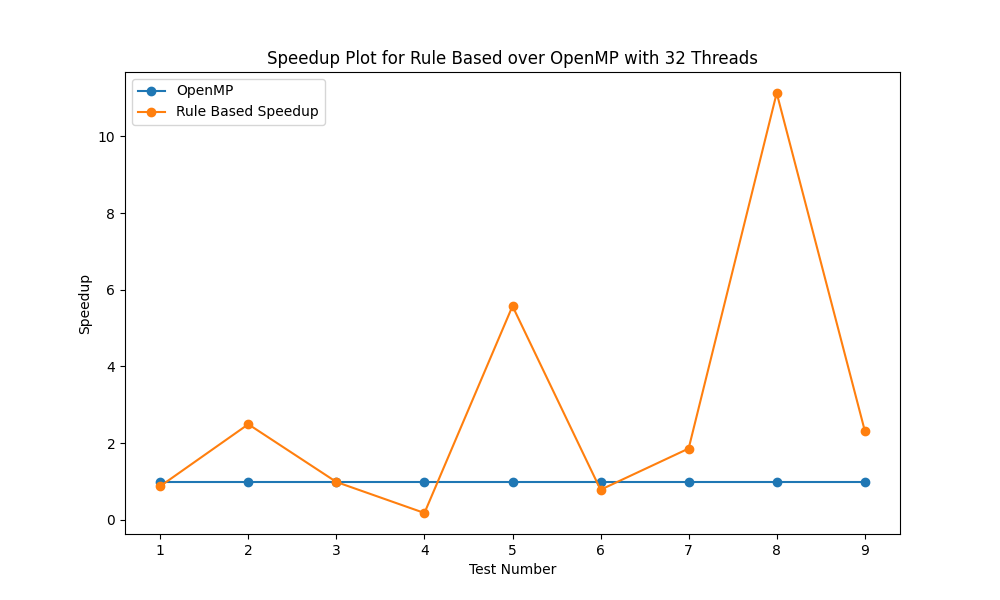 Speedup Plot for Rule Based over OpenMP with 32 Threads
OpenMP
Rule Based Speedup
10
8
6
4
2
0
Speedup
1 2 3 4 5 6 7 8 9
Test Number